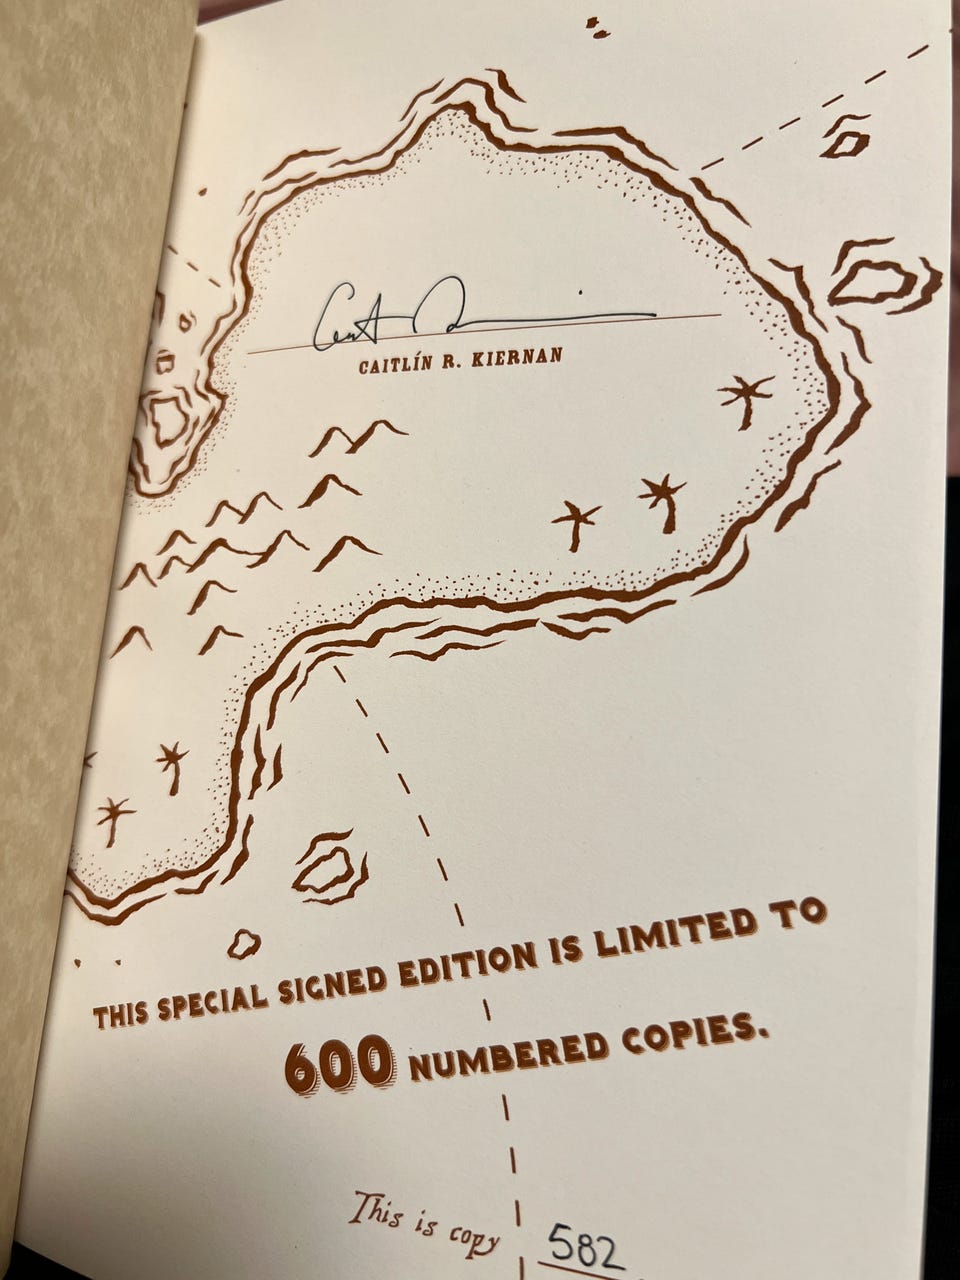 CAITLÍN R. KIERNAN
THIS SPECIAL SIGNED EDITION IS LIMITED TO
600 NUMBERED COPIES.
This is copy 582